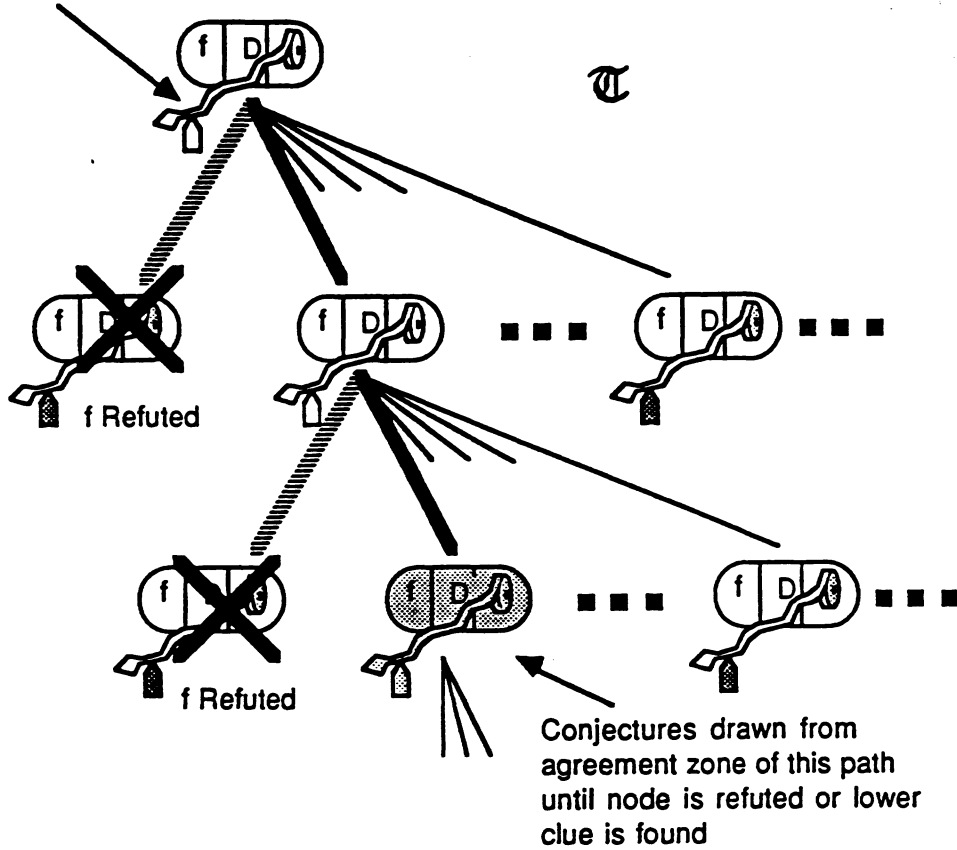 f D
𝕿
f D
f D
f D
f Refuted
f
f D
f D
f Refuted
Conjectures drawn from
agreement zone of this path
until node is refuted or lower
clue is found